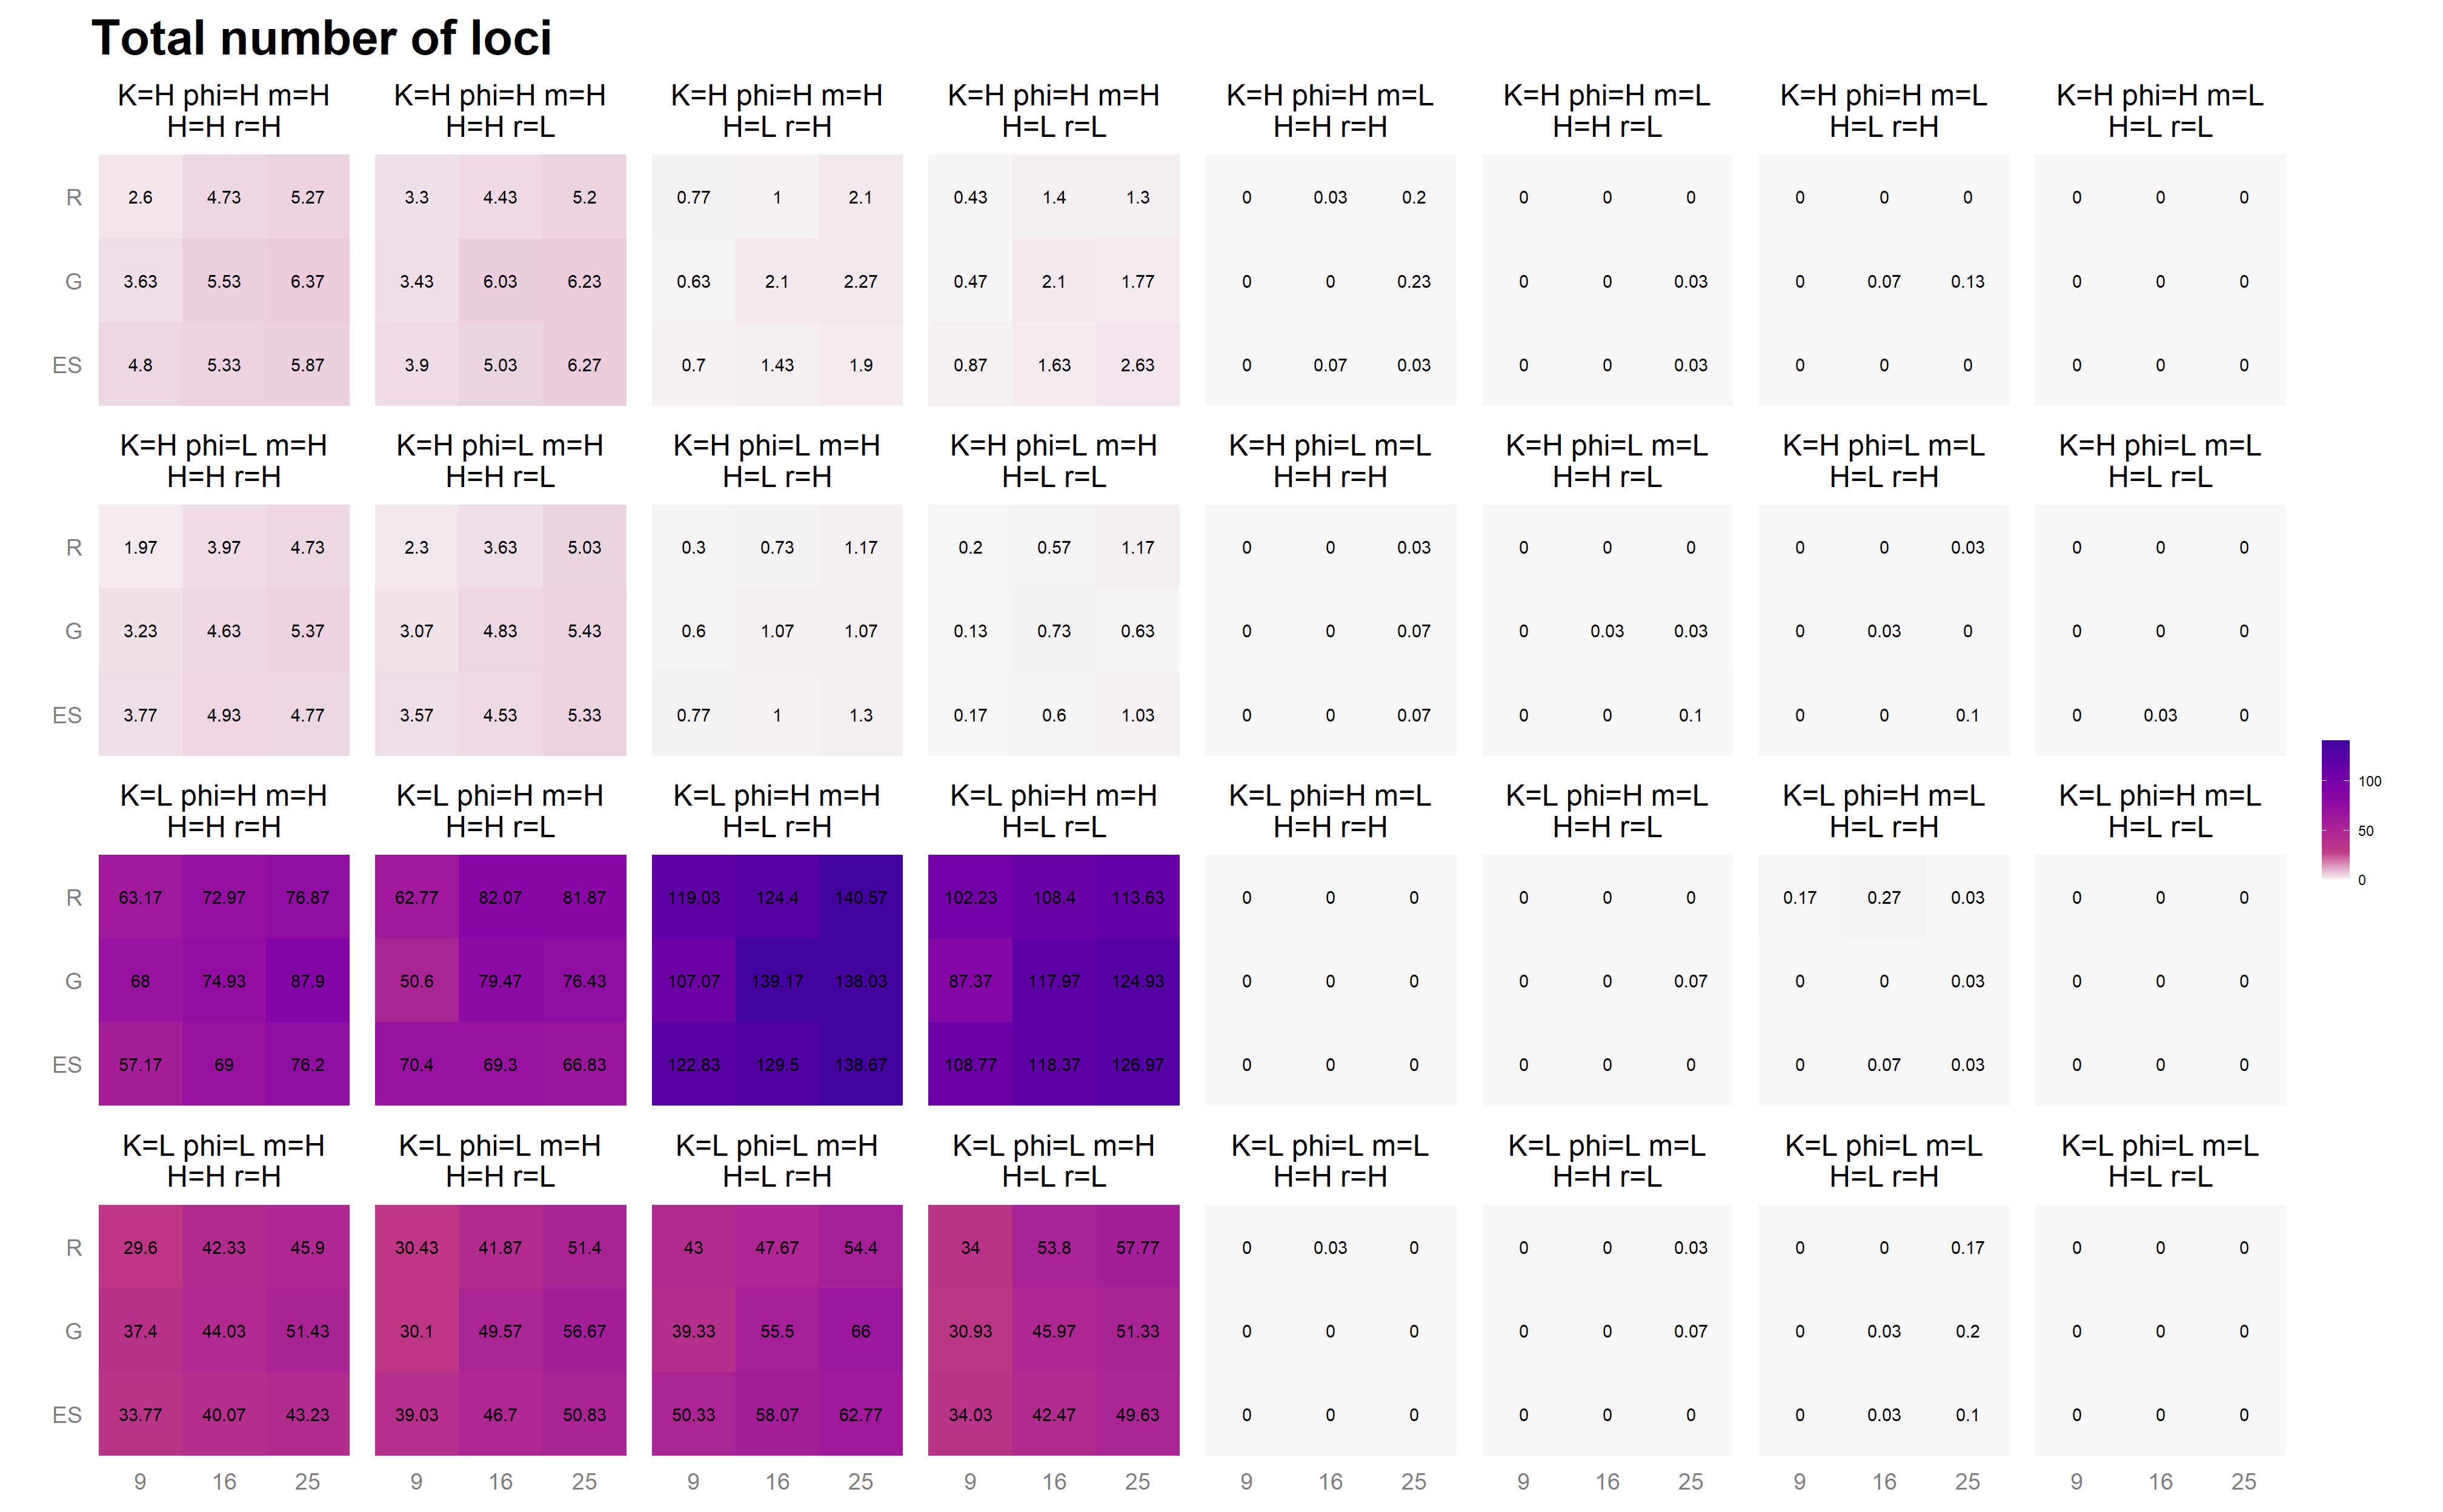 Total number of loci
K=H phi=H m=H K=H phi=H m=H K=H phi=H m=H K=H phi=H m=H K=H phi=H m=L K=H phi=H m=L K=H phi=H m=L K=H phi=H m=L
H=H r=H H=H r=L H=L r=H H=L r=L H=H r=H H=H r=L H=L r=H H=L r=L
R 2.6 4.73 5.27 3.3 4.43 5.2 0.77 1 2.1 0.43 1.4 1.3 0 0.03 0.2 0 0 0 0 0 0 0 0 0
G 3.63 5.53 6.37 3.43 6.03 6.23 0.63 2.1 2.27 0.47 2.1 1.77 0 0 0.23 0 0 0.03 0 0.07 0.13 0 0 0
ES 4.8 5.33 5.87 3.9 5.03 6.27 0.7 1.43 1.9 0.87 1.63 2.63 0 0.07 0.03 0 0 0.03 0 0 0 0 0 0
K=H phi=L m=H K=H phi=L m=H K=H phi=L m=H K=H phi=L m=H K=H phi=L m=L K=H phi=L m=L K=H phi=L m=L K=H phi=L m=L
H=H r=H H=H r=L H=L r=H H=L r=L H=H r=H H=H r=L H=L r=H H=L r=L
R 1.97 3.97 4.73 2.3 3.63 5.03 0.3 0.73 1.17 0.2 0.57 1.17 0 0 0.03 0 0 0 0 0 0.03 0 0 0
G 3.23 4.63 5.37 3.07 4.83 5.43 0.6 1.07 1.07 0.13 0.73 0.63 0 0 0.07 0 0.03 0.03 0 0.03 0 0 0 0
ES 3.77 4.93 4.77 3.57 4.53 5.33 0.77 1 1.3 0.17 0.6 1.03 0 0 0.07 0 0 0.1 0 0 0.1 0 0.03 0
K=L phi=H m=H K=L phi=H m=H K=L phi=H m=H K=L phi=H m=H K=L phi=H m=L K=L phi=H m=L K=L phi=H m=L K=L phi=H m=L
H=H r=H H=H r=L H=L r=H H=L r=L H=H r=H H=H r=L H=L r=H H=L r=L
R 63.17 72.97 76.87 62.77 82.07 81.87 119.03 124.4 140.57 102.23 108.4 113.63 0 0 0 0 0 0 0.17 0.27 0.03 0 0 0
G 68 74.93 87.9 50.6 79.47 76.43 107.07 139.17 138.03 87.37 117.97 124.93 0 0 0 0 0 0.07 0 0 0.03 0 0 0
ES 57.17 69 76.2 70.4 69.3 66.83 122.83 129.5 138.67 108.77 118.37 126.97 0 0 0 0 0 0 0 0.07 0.03 0 0 0
K=L phi=L m=H K=L phi=L m=H K=L phi=L m=H K=L phi=L m=H K=L phi=L m=L K=L phi=L m=L K=L phi=L m=L K=L phi=L m=L
H=H r=H H=H r=L H=L r=H H=L r=L H=H r=H H=H r=L H=L r=H H=L r=L
R 29.6 42.33 45.9 30.43 41.87 51.4 43 47.67 54.4 34 53.8 57.77 0 0.03 0 0 0 0.03 0 0 0.17 0 0 0
G 37.4 44.03 51.43 30.1 49.57 56.67 39.33 55.5 66 30.93 45.97 51.33 0 0 0 0 0 0.07 0 0.03 0.2 0 0 0
ES 33.77 40.07 43.23 39.03 46.7 50.83 50.33 58.07 62.77 34.03 42.47 49.63 0 0 0 0 0 0 0 0.03 0.1 0 0 0
9 16 25 9 16 25 9 16 25 9 16 25 9 16 25 9 16 25 9 16 25 9 16 25
100
50
0